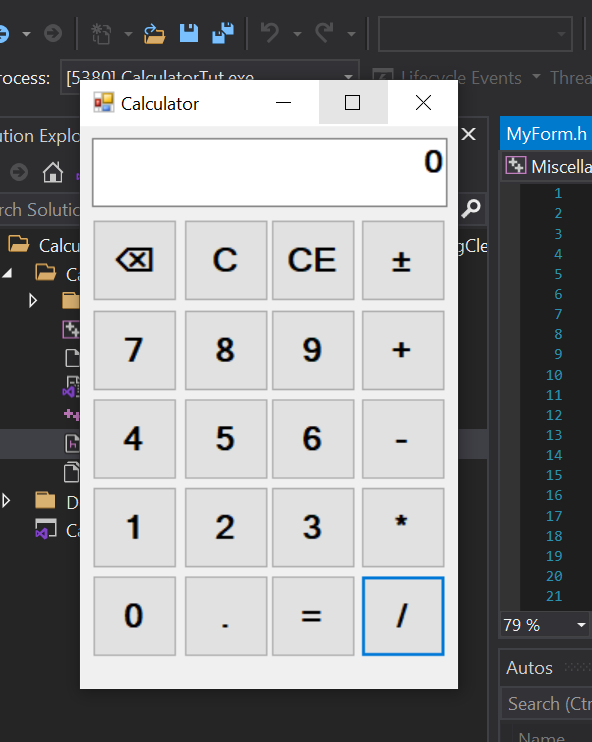 rocess: [5380] CalculatorTut.exe Lifecycle Events Threa
Calculator
ution Explo
MyForm.h
Miscella
rch Solutio
0
Calcu gCle
Ca
D
Ca
⌫ C CE ±
7 8 9 +
4 5 6 -
1 2 3 *
0 . = /
1
2
3
4
5
6
7
8
9
10
11
12
13
14
15
16
17
18
19
20
21
79 %
Autos
Search (Ctr
Name